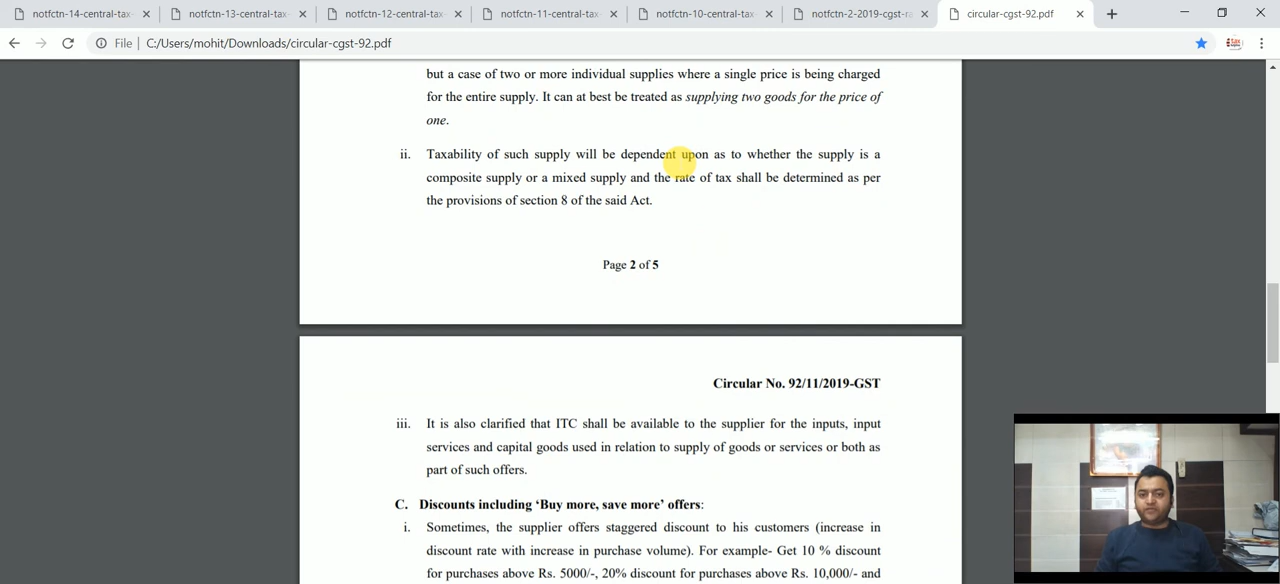 notfctn-14-central-tax-
notfctn-13-central-tax-
notfctn-12-central-tax-
notfctn-11-central-tax-
notfctn-10-central-tax-
notfctn-2-2019-cgst-ra
circular-cgst-92.pdf
File | C:/Users/mohit/Downloads/circular-cgst-92.pdf
but a case of two or more individual supplies where a single price is being charged
for the entire supply. It can at best be treated as supplying two goods for the price of
one.
ii. Taxability of such supply will be dependent upon as to whether the supply is a
composite supply or a mixed supply and the rate of tax shall be determined as per
the provisions of section 8 of the said Act.
Page 2 of 5
Circular No. 92/11/2019-GST
iii. It is also clarified that ITC shall be available to the supplier for the inputs, input
services and capital goods used in relation to supply of goods or services or both as
part of such offers.
C. Discounts including ‘Buy more, save more’ offers:
i. Sometimes, the supplier offers staggered discount to his customers (increase in
discount rate with increase in purchase volume). For example- Get 10 % discount
for purchases above Rs. 5000/-, 20% discount for purchases above Rs. 10,000/- and